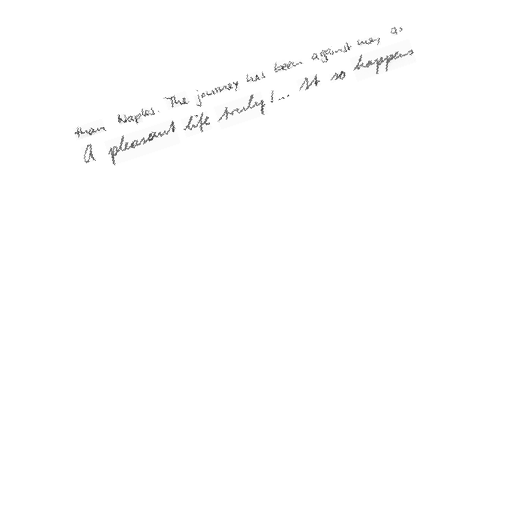 than Naples. The journey has been against me, as
A pleasant life truly!... It so happens